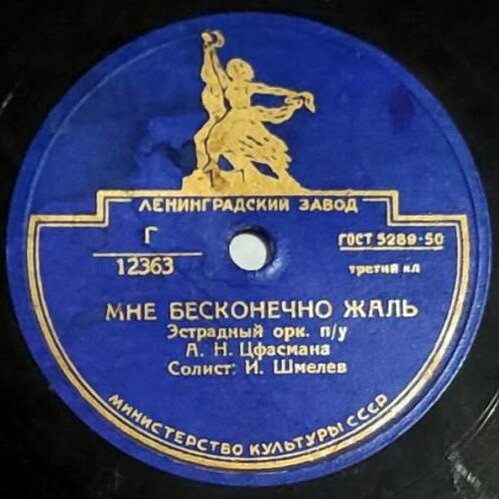 ЛЕНИНГРАДСКИЙ ЗАВОД
Г
12363
ГОСТ 5289-50
третий кл
МНЕ БЕСКОНЕЧНО ЖАЛЬ
Эстрадный орк. п/у
А. Н. Цфасмана
Солист: И. Шмелев
МИНИСТЕРСТВО КУЛЬТУРЫ СССР